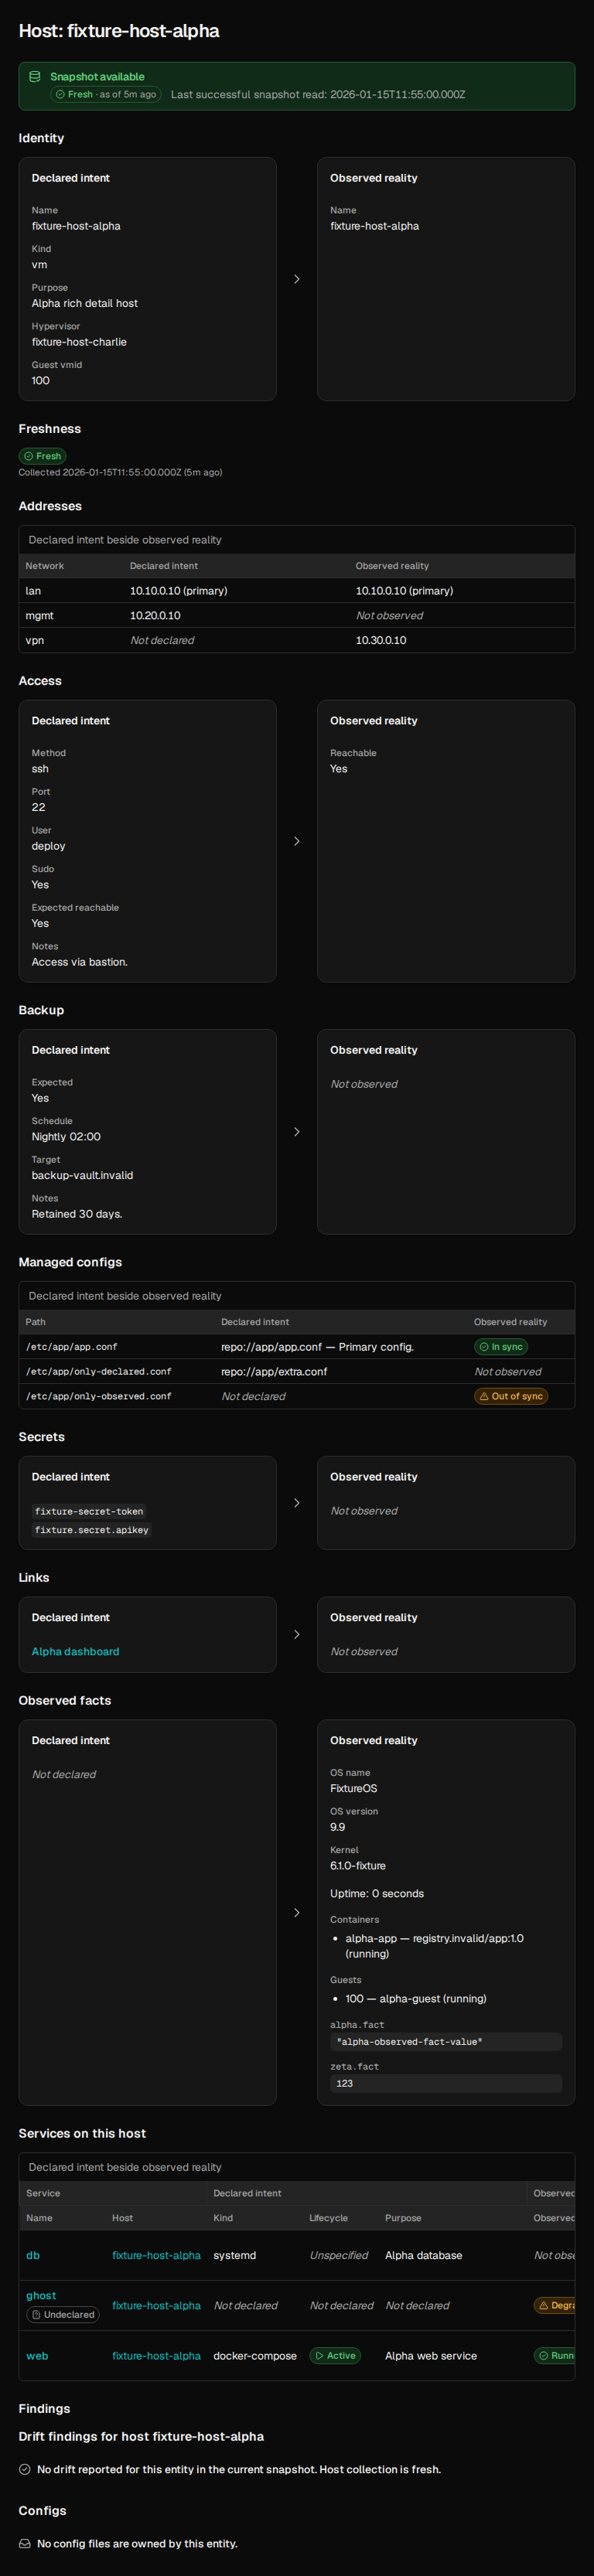 Host: fixture-host-alpha
Snapshot available
Fresh · as of 5m ago Last successful snapshot read: 2026-01-15T11:55:00.000Z
Identity
Declared intent
Name
fixture-host-alpha
Kind
vm
Purpose
Alpha rich detail host
Hypervisor
fixture-host-charlie
Guest vmid
100
Observed reality
Name
fixture-host-alpha
Freshness
Fresh
Collected 2026-01-15T11:55:00.000Z (5m ago)
Addresses
Declared intent beside observed reality
Network Declared intent Observed reality
lan 10.10.0.10 (primary) 10.10.0.10 (primary)
mgmt 10.20.0.10 Not observed
vpn Not declared 10.30.0.10
Access
Declared intent
Method
ssh
Port
22
User
deploy
Sudo
Yes
Expected reachable
Yes
Notes
Access via bastion.
Observed reality
Reachable
Yes
Backup
Declared intent
Expected
Yes
Schedule
Nightly 02:00
Target
backup-vault.invalid
Notes
Retained 30 days.
Observed reality
Not observed
Managed configs
Declared intent beside observed reality
Path Declared intent Observed reality
/etc/app/app.conf repo://app/app.conf — Primary config. In sync
/etc/app/only-declared.conf repo://app/extra.conf Not observed
/etc/app/only-observed.conf Not declared Out of sync
Secrets
Declared intent
fixture-secret-token
fixture.secret.apikey
Observed reality
Not observed
Links
Declared intent
Alpha dashboard
Observed reality
Not observed
Observed facts
Declared intent
Not declared
Observed reality
OS name
FixtureOS
OS version
9.9
Kernel
6.1.0-fixture
Uptime: 0 seconds
Containers
• alpha-app — registry.invalid/app:1.0
(running)
Guests
• 100 — alpha-guest (running)
alpha.fact
"alpha-observed-fact-value"
zeta.fact
123
Services on this host
Declared intent beside observed reality
Service Declared intent Observed
Name Host Kind Lifecycle Purpose Observed
db fixture-host-alpha systemd Unspecified Alpha database Not obse
ghost
Undeclared fixture-host-alpha Not declared Not declared Not declared Degra
web fixture-host-alpha docker-compose Active Alpha web service Runn
Findings
Drift findings for host fixture-host-alpha
No drift reported for this entity in the current snapshot. Host collection is fresh.
Configs
No config files are owned by this entity.